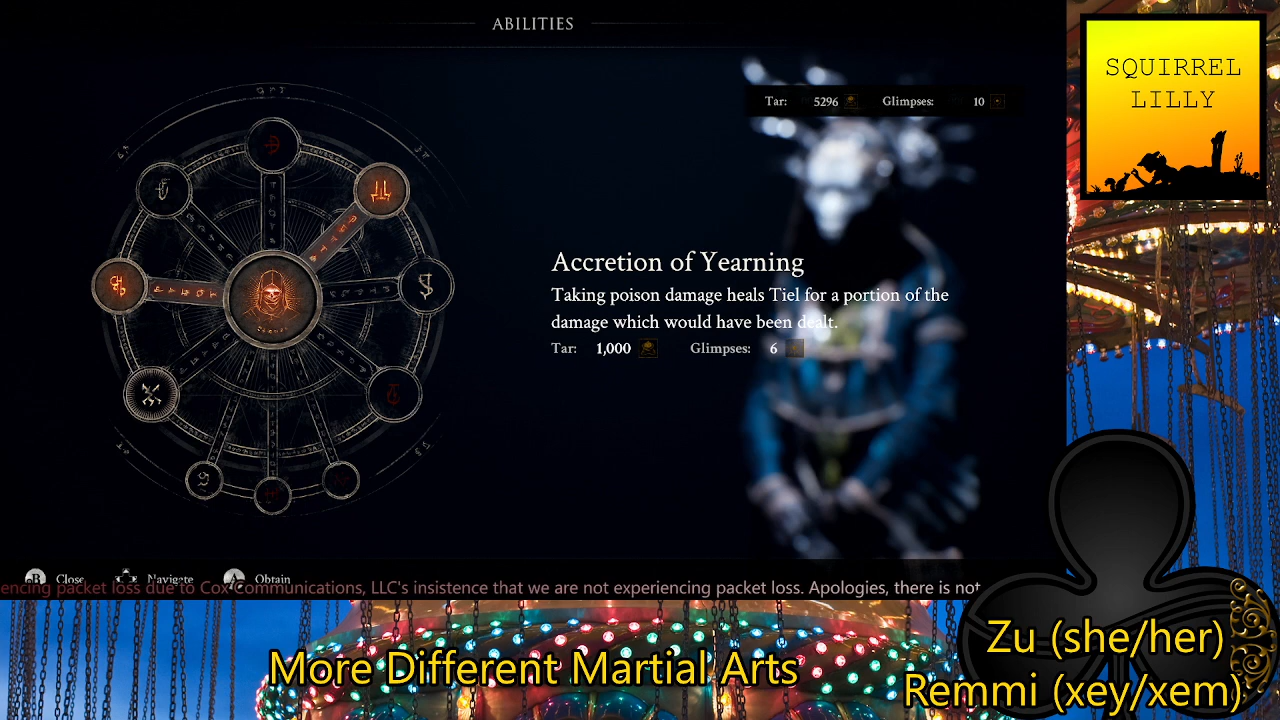 ABILITIES
SQUIRREL
LILLY
Tar: 5296 Glimpses: 10
Accretion of Yearning
Taking poison damage heals Tiel for a portion of the
damage which would have been dealt.
Tar: 1,000 Glimpses: 6
B Close Navigate A Obtain
encing packet loss due to Cox Communications, LLC's insistence that we are not experiencing packet loss. Apologies, there is not
More Different Martial Arts
Zu (she/her)
Remmi (xey/xem)